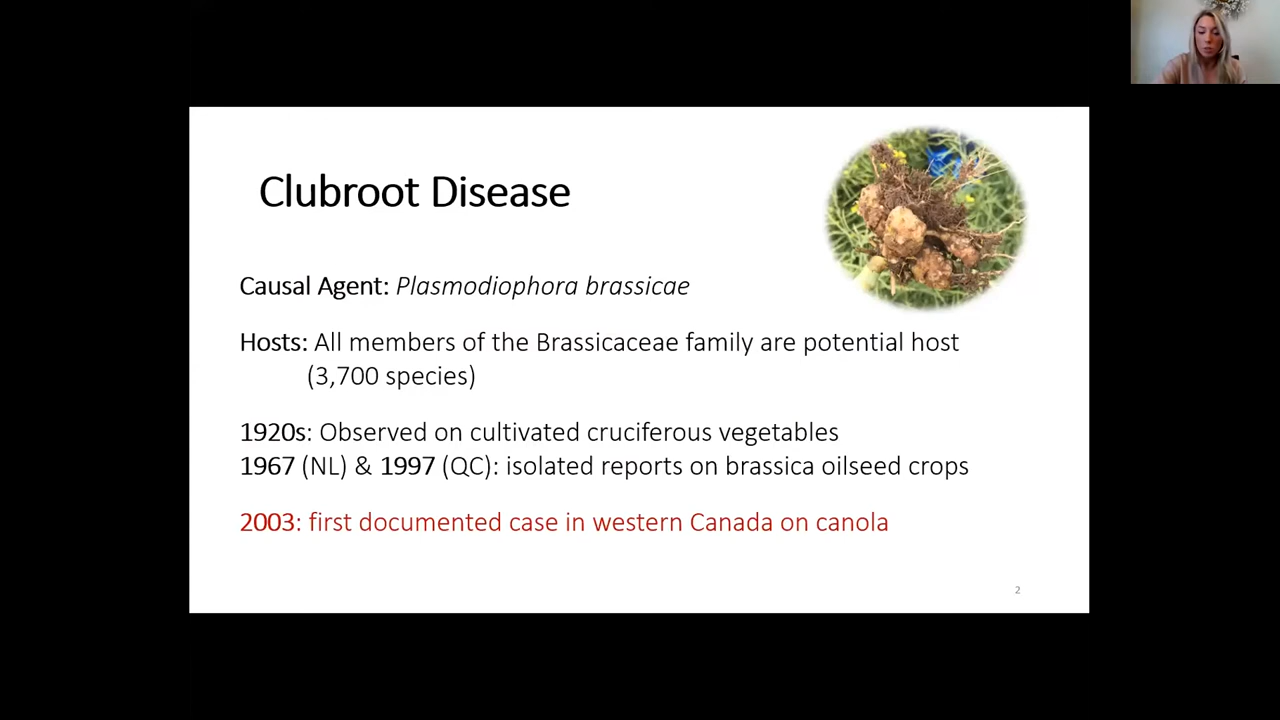 Clubroot Disease
Causal Agent: Plasmodiophora brassicae
Hosts: All members of the Brassicaceae family are potential host
(3,700 species)
1920s: Observed on cultivated cruciferous vegetables
1967 (NL) & 1997 (QC): isolated reports on brassica oilseed crops
2003: first documented case in western Canada on canola
2